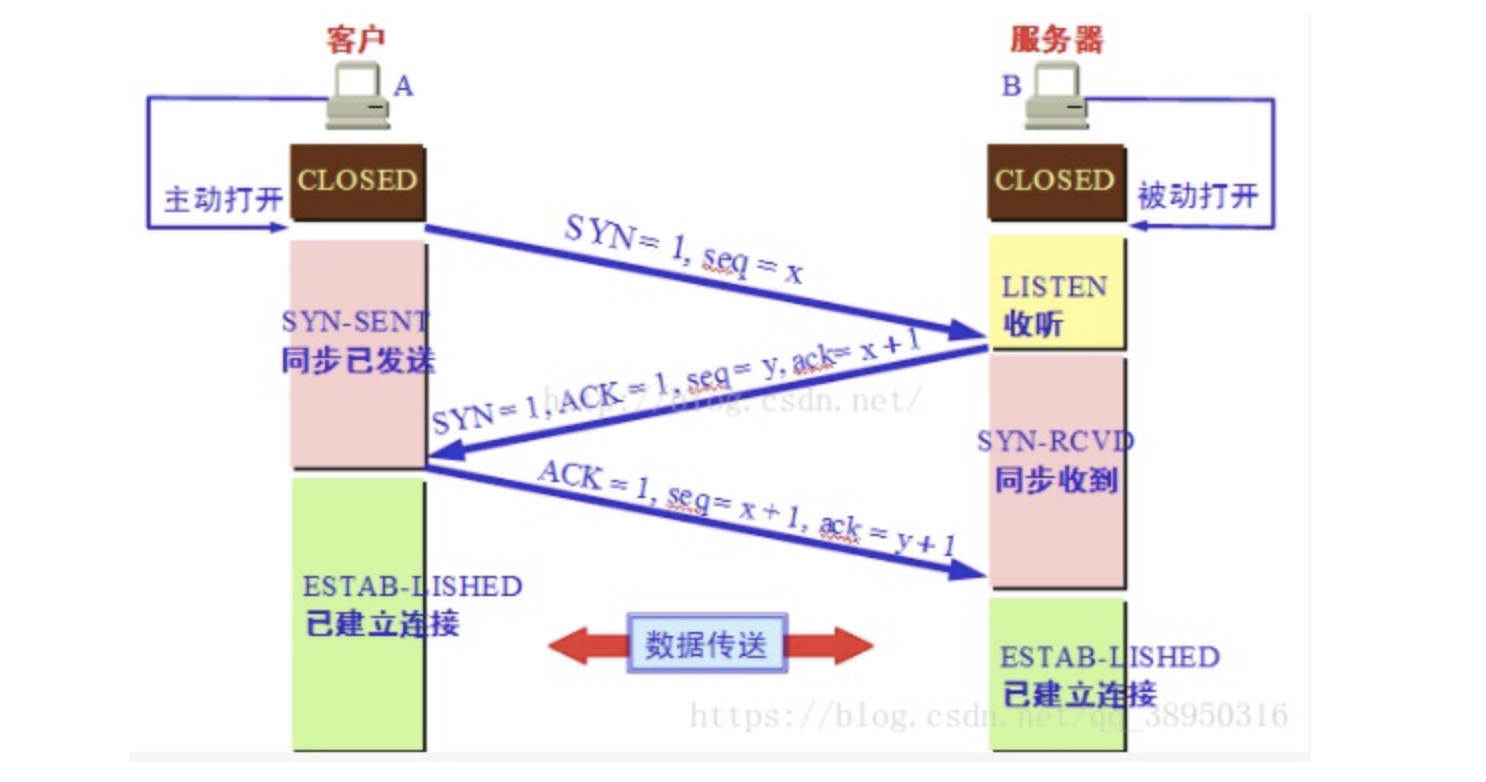 客户
服务器
A
B
CLOSED
CLOSED
主动打开
被动打开
SYN= 1, seq = x
LISTEN
收听
SYN-SENT
同步已发送
SYN= 1, ACK = 1, seq= y, ack= x+1
http://blog.csdn.net/
SYN-RCVD
同步收到
ACK = 1, seq= x+1, ack = y+1
ESTAB-LISHED
已建立连接
数据传送
ESTAB-LISHED
已建立连接
https://blog.csdn.net/qq_38950316